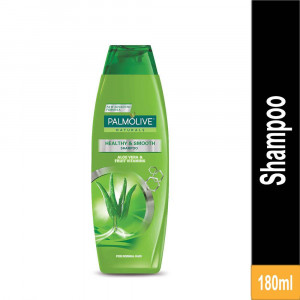 PALMOLIVE
NATURALS
HEALTHY & SMOOTH
SHAMPOO
ALOE VERA &
FRUIT VITAMINS
Shampoo
180ml